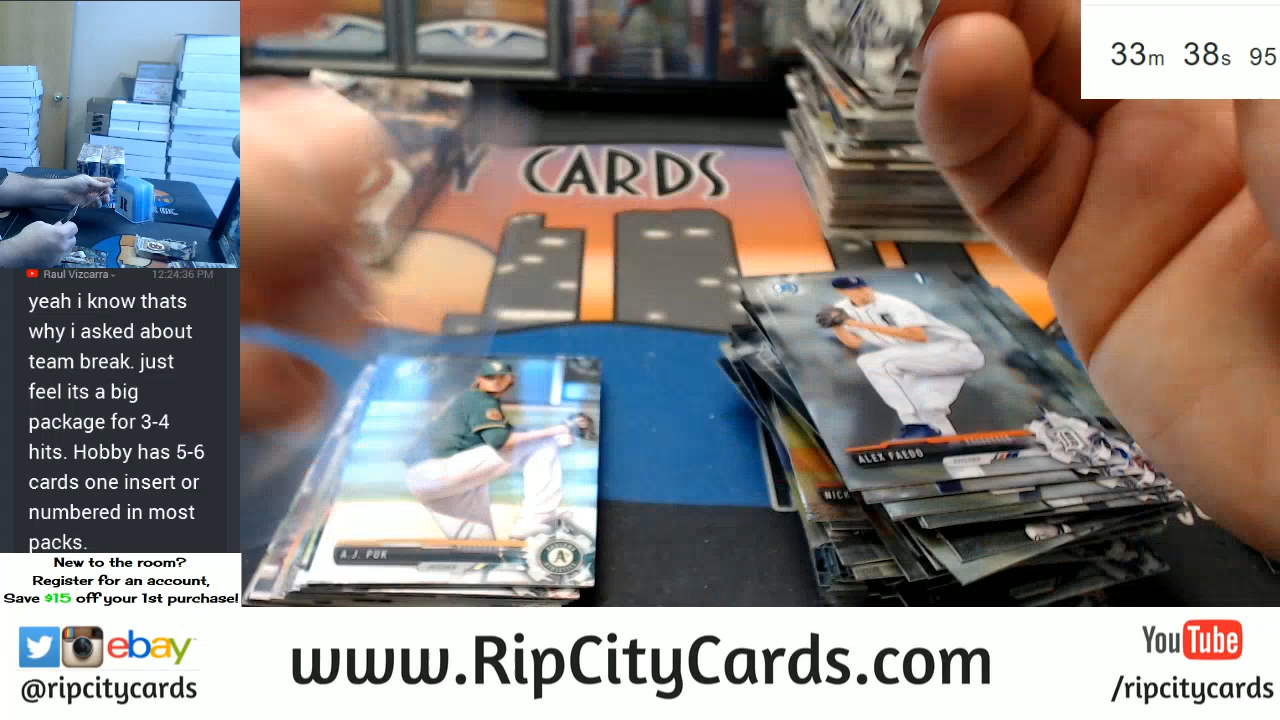 33m 38s 95
CARDS
Raul Vizcarra
12:24:36 PM
yeah i know thats
why i asked about
team break. just
feel its a big
package for 3-4
hits. Hobby has 5-6
cards one insert or
numbered in most
packs.
ALEX FAEDO
A.J. PUK
New to the room?
Register for an account,
Save $15 off your 1st purchase!
ebay
@ripcitycards
www.RipCityCards.com
YouTube
/ripcitycards